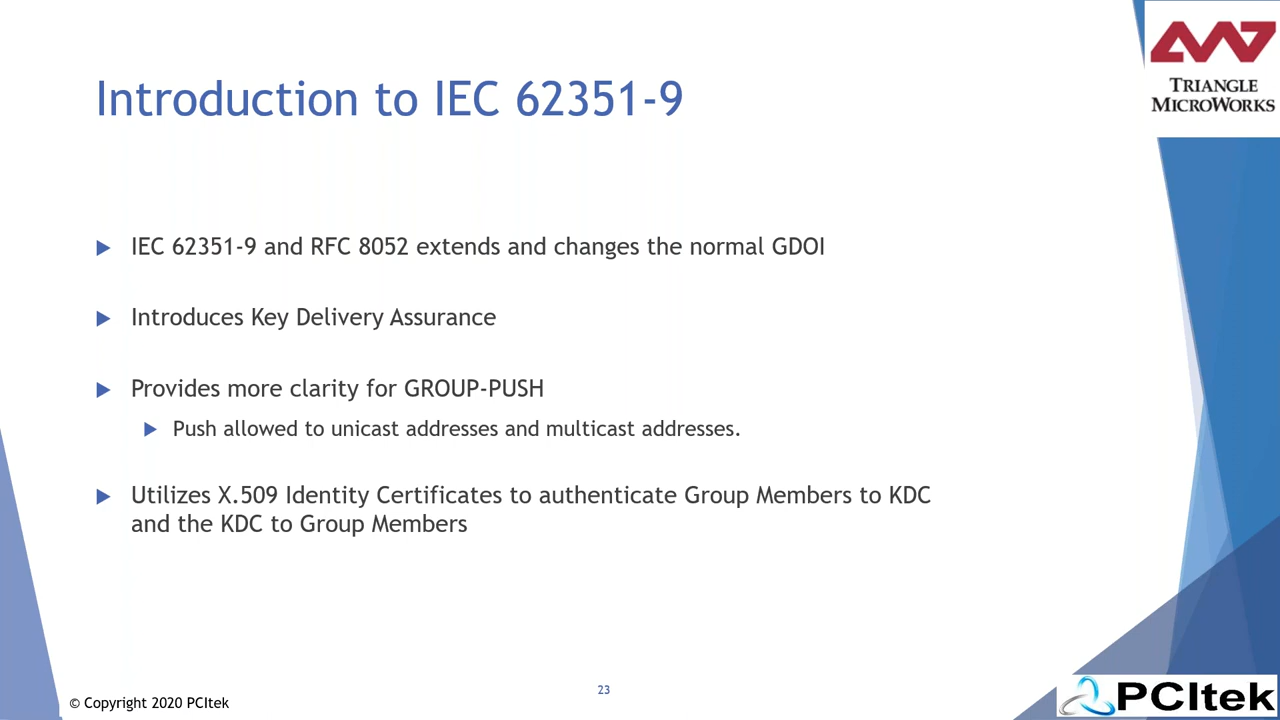 Introduction to IEC 62351-9
TRIANGLE
MICROWORKS
IEC 62351-9 and RFC 8052 extends and changes the normal GDOI
Introduces Key Delivery Assurance
Provides more clarity for GROUP-PUSH
Push allowed to unicast addresses and multicast addresses.
Utilizes X.509 Identity Certificates to authenticate Group Members to KDC
and the KDC to Group Members
23
© Copyright 2020 PCItek
PCItek